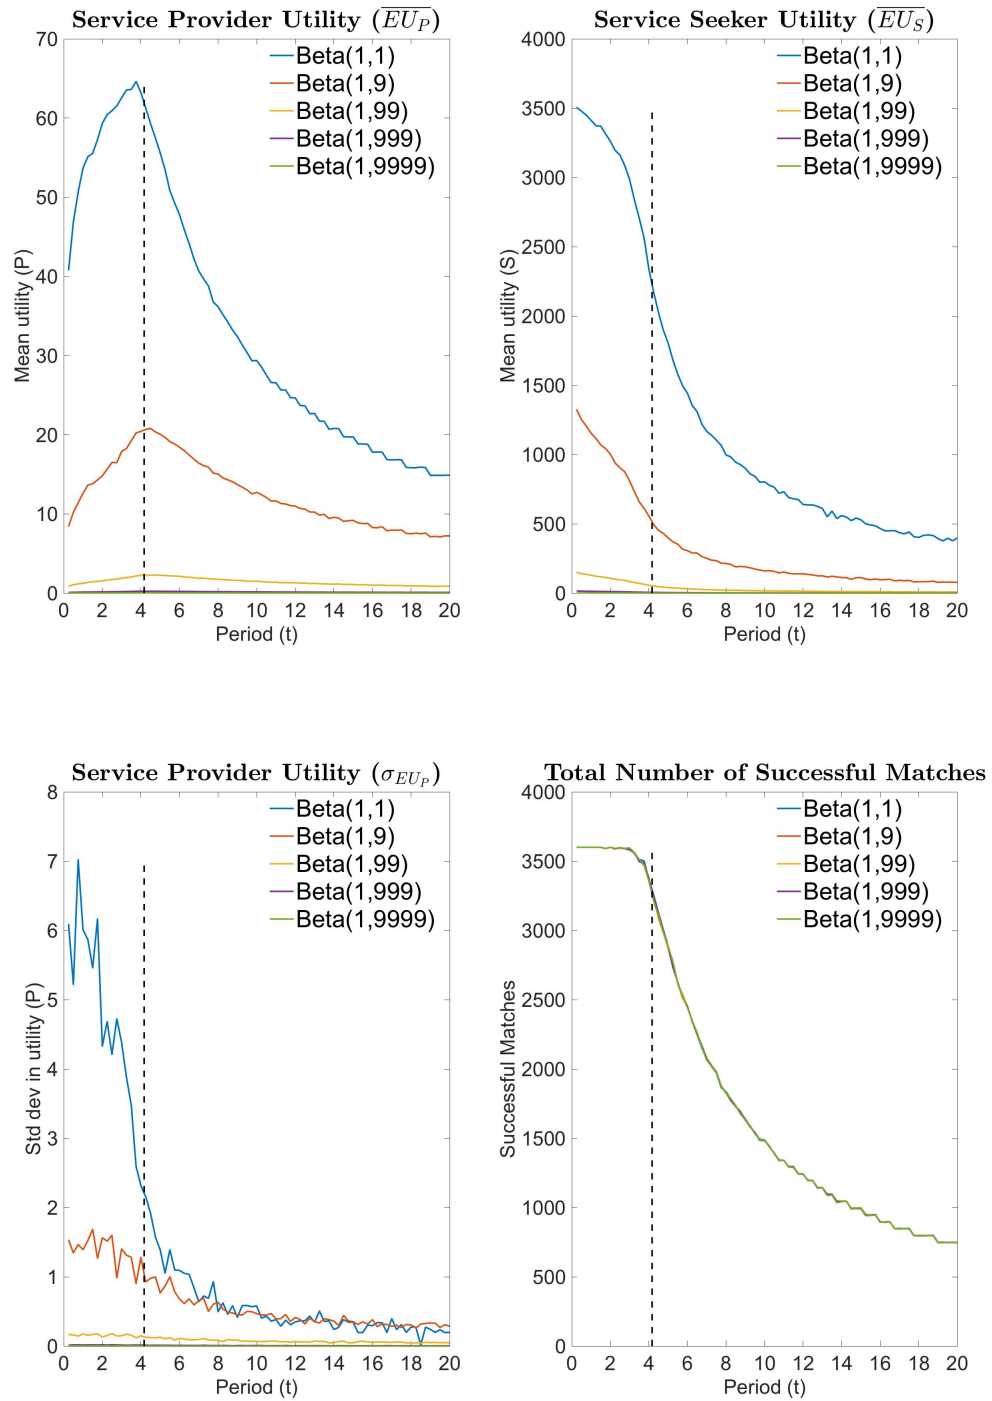 Service Provider Utility (EU_P)
70
60
50
40
30
20
10
0
Mean utility (P)
Beta(1,1)
Beta(1,9)
Beta(1,99)
Beta(1,999)
Beta(1,9999)
0 2 4 6 8 10 12 14 16 18 20
Period (t)
Service Seeker Utility (EU_S)
4000
3500
3000
2500
2000
1500
1000
500
0
Mean utility (S)
Beta(1,1)
Beta(1,9)
Beta(1,99)
Beta(1,999)
Beta(1,9999)
0 2 4 6 8 10 12 14 16 18 20
Period (t)
Service Provider Utility (σ_EU_P)
8
7
6
5
4
3
2
1
0
Std dev in utility (P)
Beta(1,1)
Beta(1,9)
Beta(1,99)
Beta(1,999)
Beta(1,9999)
0 2 4 6 8 10 12 14 16 18 20
Period (t)
Total Number of Successful Matches
4000
3500
3000
2500
2000
1500
1000
500
0
Successful Matches
Beta(1,1)
Beta(1,9)
Beta(1,99)
Beta(1,999)
Beta(1,9999)
0 2 4 6 8 10 12 14 16 18 20
Period (t)